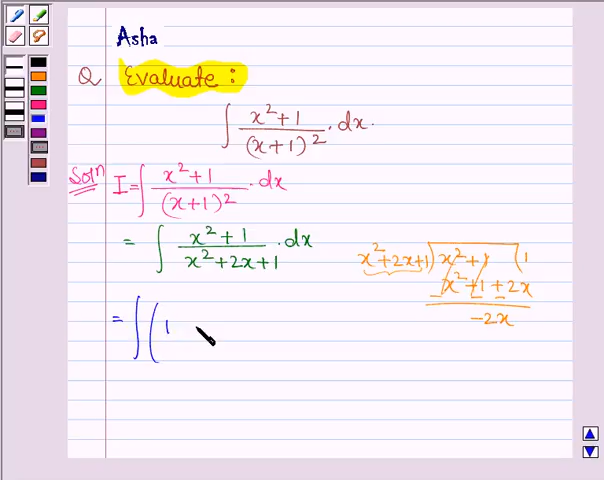 Asha
Q Evaluate :
∫ x²+1 / (x+1)² . dx.
Soln I = ∫ x²+1 / (x+1)² . dx
= ∫ x²+1 / x²+2x+1 . dx
x²+2x+1 ) x²+1 ( 1
x²+1+2x
− − −
−2x
= ∫ ( 1